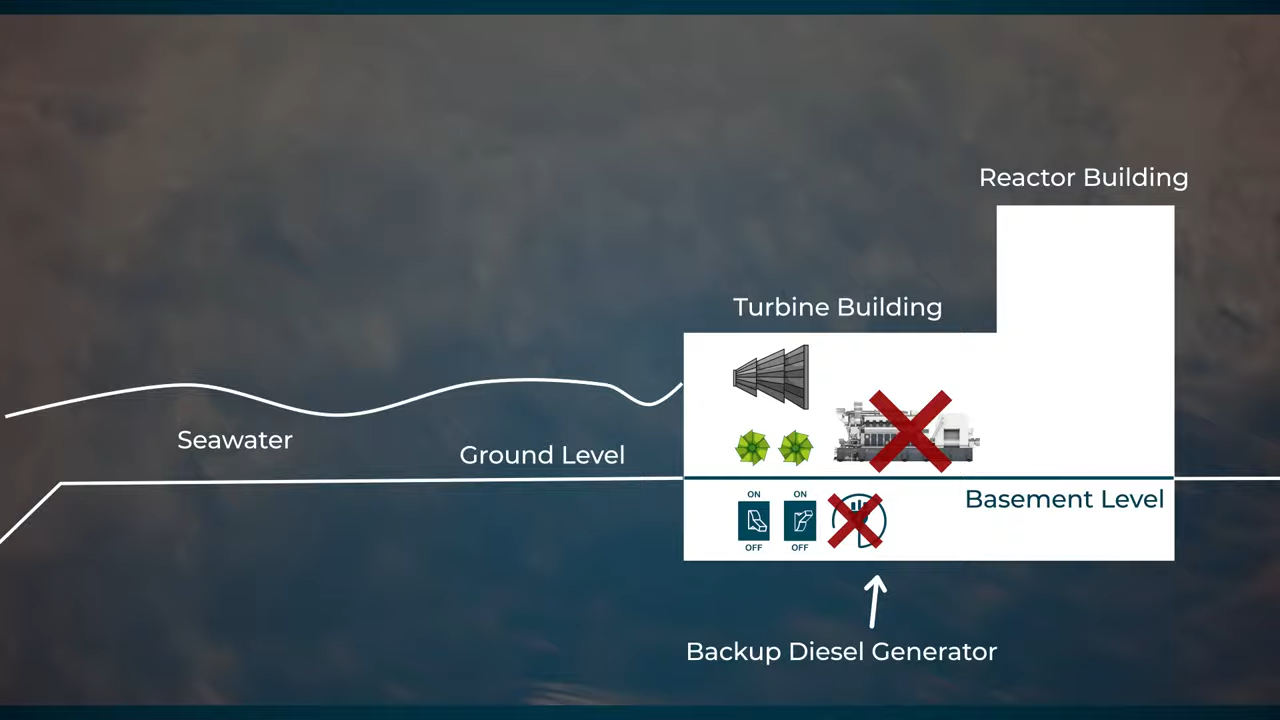 Reactor Building
Turbine Building
Seawater
Ground Level
ON ON
Basement Level
OFF OFF
Backup Diesel Generator